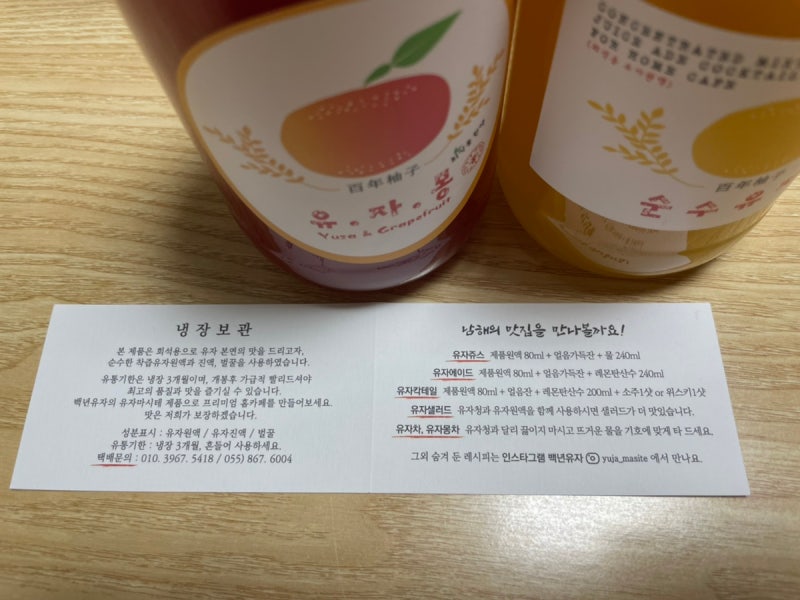 百年柚子
유·자·몽
Yuza & Grapefruit
CONCENTRATED
JUICE ADE COCKTAIL
FOR HOME CAFE
百年柚子
순수유
냉장보관
본 제품은 희석용으로 유자 본연의 맛을 드리고자,
순수한 착즙유자원액과 진액, 벌꿀을 사용하였습니다.
유통기한은 냉장 3개월이며, 개봉후 가급적 빨리드셔야
최고의 품질과 맛을 즐기실 수 있습니다.
백년유자의 유자마시테 제품으로 프리미엄 홈카페를 만들어보세요.
맛은 저희가 보장하겠습니다.
성분표시 : 유자원액 / 유자진액 / 벌꿀
유통기한 : 냉장 3개월, 흔들어 사용하세요.
택배문의 : 010. 3967. 5418 / 055) 867. 6004
남해의 맛집을 만나볼까요!
유자쥬스 제품원액 80ml + 얼음가득잔 + 물 240ml
유자에이드 제품원액 80ml + 얼음가득잔 + 레몬탄산수 240ml
유자칵테일 제품원액 80ml + 얼음잔 + 레몬탄산수 200ml + 소주1샷 or 위스키1샷
유자샐러드 유자청과 유자원액을 함께 사용하시면 샐러드가 더 맛있습니다.
유자차, 유자몽차 유자청과 달리 끓이지 마시고 뜨거운 물을 기호에 맞게 타 드세요.
그외 숨겨 둔 레시피는 인스타그램 백년유자 yuja_masite 에서 만나요.